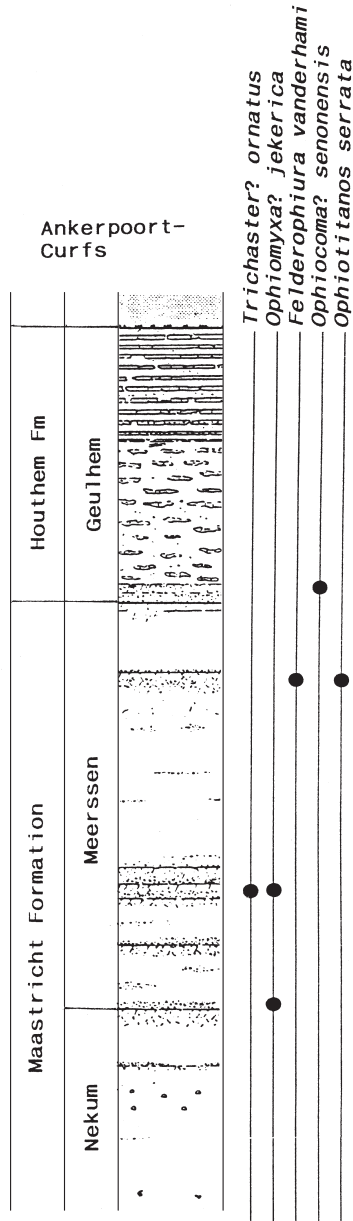 Ankerpoort-
Curfs
Trichaster? ornatus
Ophiomyxa? jekerica
Felderophiura vanderhami
Ophiocoma? senonensis
Ophiotitanos serrata
Houthem Fm
Geulhem
Maastricht Formation
Meerssen
Nekum